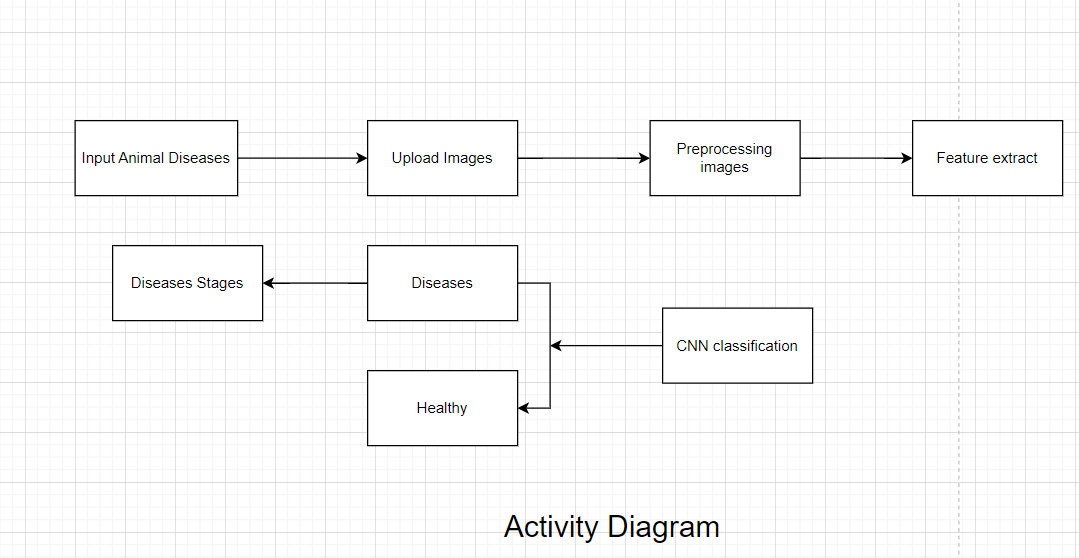 Input Animal Diseases
Upload Images
Preprocessing
images
Feature extract
Diseases Stages
Diseases
CNN classification
Healthy
Activity Diagram